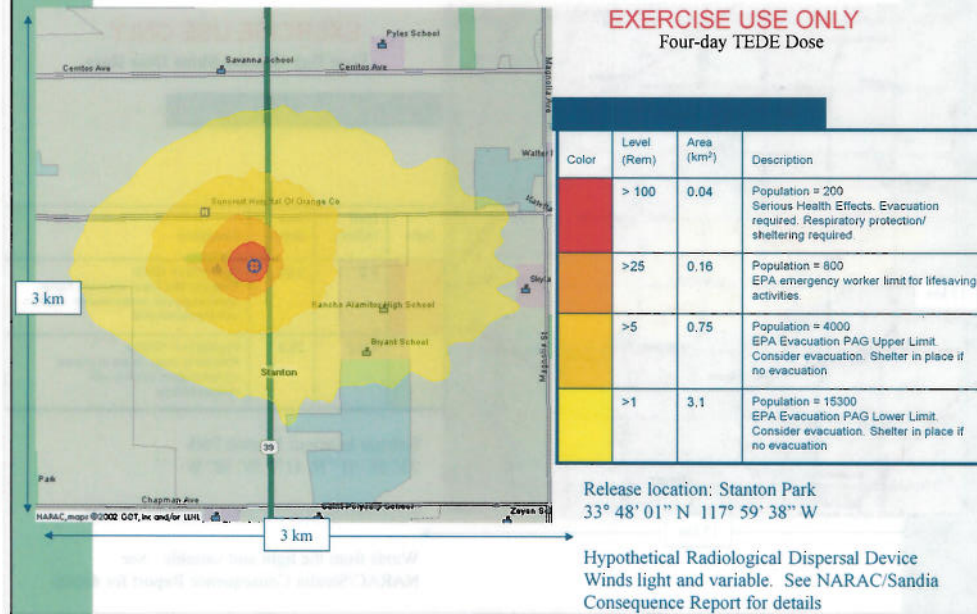 EXERCISE USE ONLY
Four-day TEDE Dose
Pyles School
Savanna School
Cerritos Ave
Cerritos Ave
Magnolia Ave
Walter
Suncrest Hospital Of Orange Co
Rancho Alamitos High School
Bryant School
Stanton
39
Magnolia Ave
Park
Chapman Ave
NARAC, maps ©2002 GDT, Inc and/or LLNL
3 km
3 km
Color
Level
(Rem)
Area
(km²)
Description
> 100
0.04
Population = 200
Serious Health Effects. Evacuation
required. Respiratory protection/
sheltering required.
>25
0.16
Population = 800
EPA emergency worker limit for lifesaving
activities.
>5
0.75
Population = 4000
EPA Evacuation PAG Upper Limit.
Consider evacuation. Shelter in place if
no evacuation
>1
3.1
Population = 15300
EPA Evacuation PAG Lower Limit.
Consider evacuation. Shelter in place if
no evacuation
Release location: Stanton Park
33° 48' 01" N 117° 59' 38" W
Hypothetical Radiological Dispersal Device
Winds light and variable. See NARAC/Sandia
Consequence Report for details